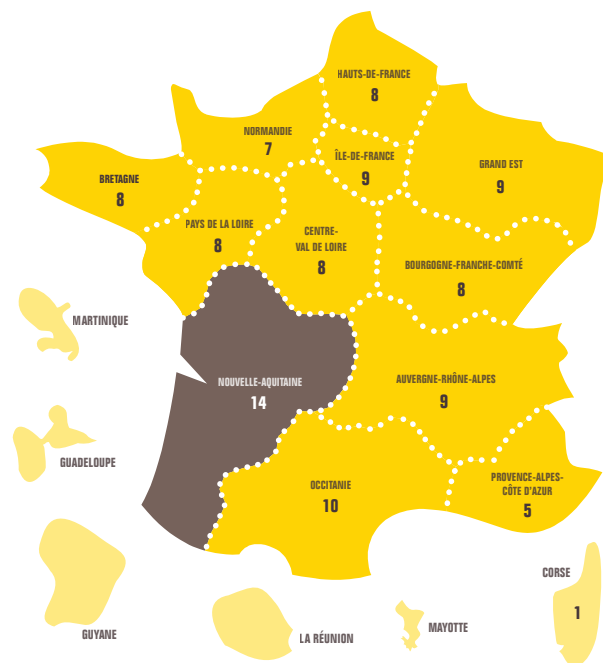 HAUTS-DE-FRANCE
8
NORMANDIE
7
ÎLE-DE-FRANCE
9
GRAND EST
9
BRETAGNE
8
PAYS DE LA LOIRE
8
CENTRE-
VAL DE LOIRE
8
BOURGOGNE-FRANCHE-COMTÉ
8
MARTINIQUE
NOUVELLE-AQUITAINE
14
AUVERGNE-RHÔNE-ALPES
9
GUADELOUPE
OCCITANIE
10
PROVENCE-ALPES-
CÔTE D'AZUR
5
CORSE
1
GUYANE
LA RÉUNION
MAYOTTE